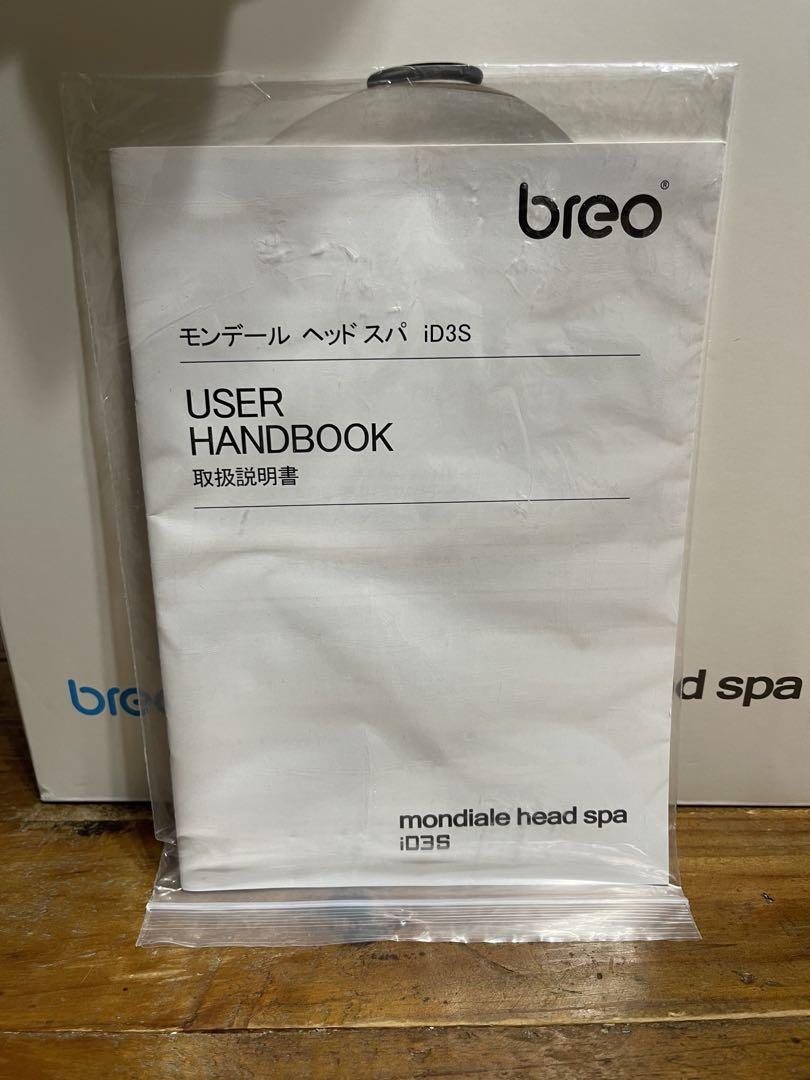 breo®
モンデール ヘッドスパ iD3S
USER
HANDBOOK
取扱説明書
mondiale head spa
iD3S
bre
d spa